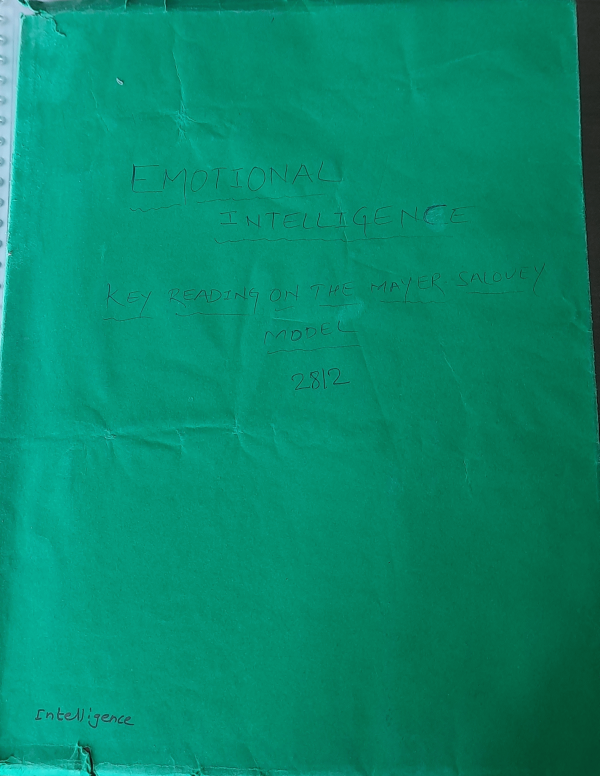 EMOTIONAL
INTELLIGENCE
KEY READING ON THE MAYER SALOVEY
MODEL
2812
Intelligence